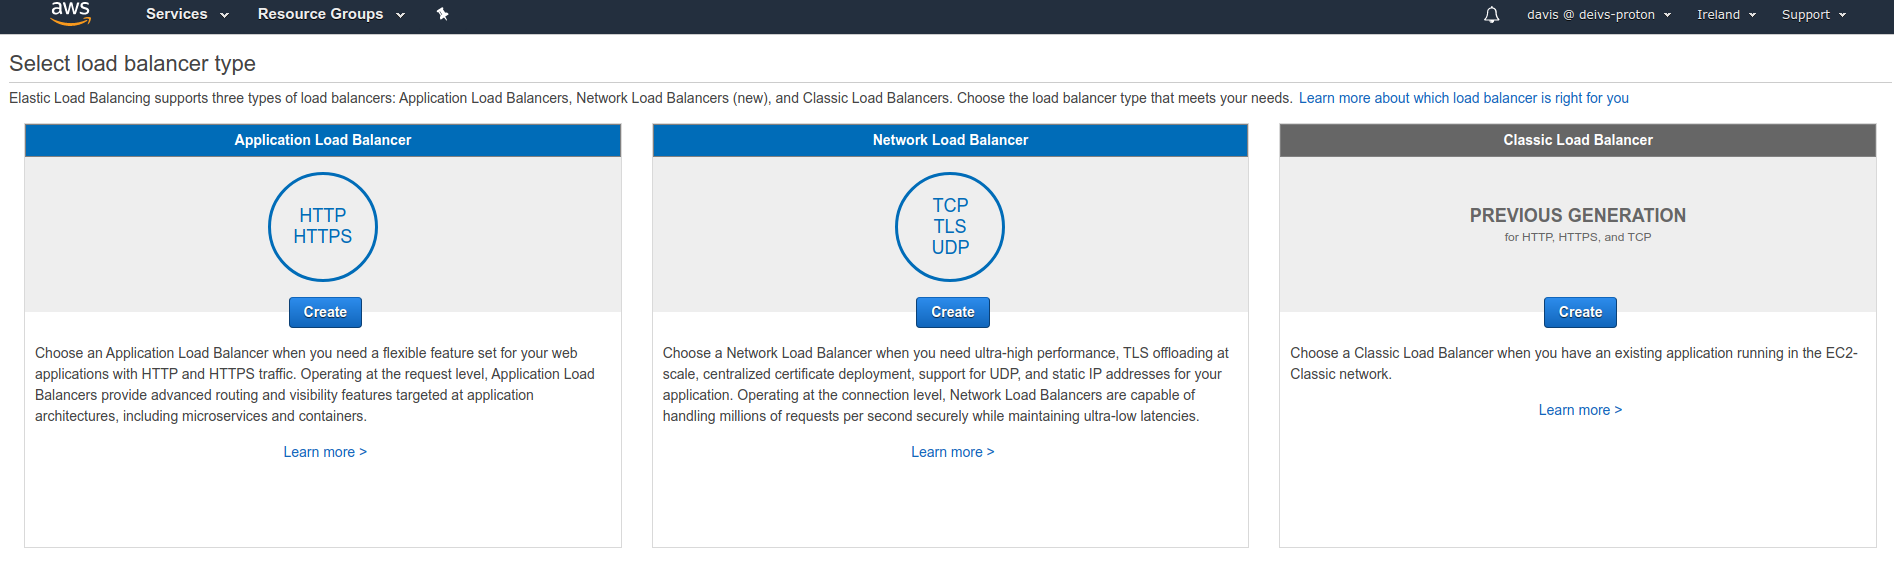 aws Services Resource Groups davis @ deivs-proton Ireland Support
Select load balancer type
Elastic Load Balancing supports three types of load balancers: Application Load Balancers, Network Load Balancers (new), and Classic Load Balancers. Choose the load balancer type that meets your needs. Learn more about which load balancer is right for you
Application Load Balancer
HTTP
HTTPS
Create
Choose an Application Load Balancer when you need a flexible feature set for your web
applications with HTTP and HTTPS traffic. Operating at the request level, Application Load
Balancers provide advanced routing and visibility features targeted at application
architectures, including microservices and containers.
Learn more >
Network Load Balancer
TCP
TLS
UDP
Create
Choose a Network Load Balancer when you need ultra-high performance, TLS offloading at
scale, centralized certificate deployment, support for UDP, and static IP addresses for your
application. Operating at the connection level, Network Load Balancers are capable of
handling millions of requests per second securely while maintaining ultra-low latencies.
Learn more >
Classic Load Balancer
PREVIOUS GENERATION
for HTTP, HTTPS, and TCP
Create
Choose a Classic Load Balancer when you have an existing application running in the EC2-
Classic network.
Learn more >